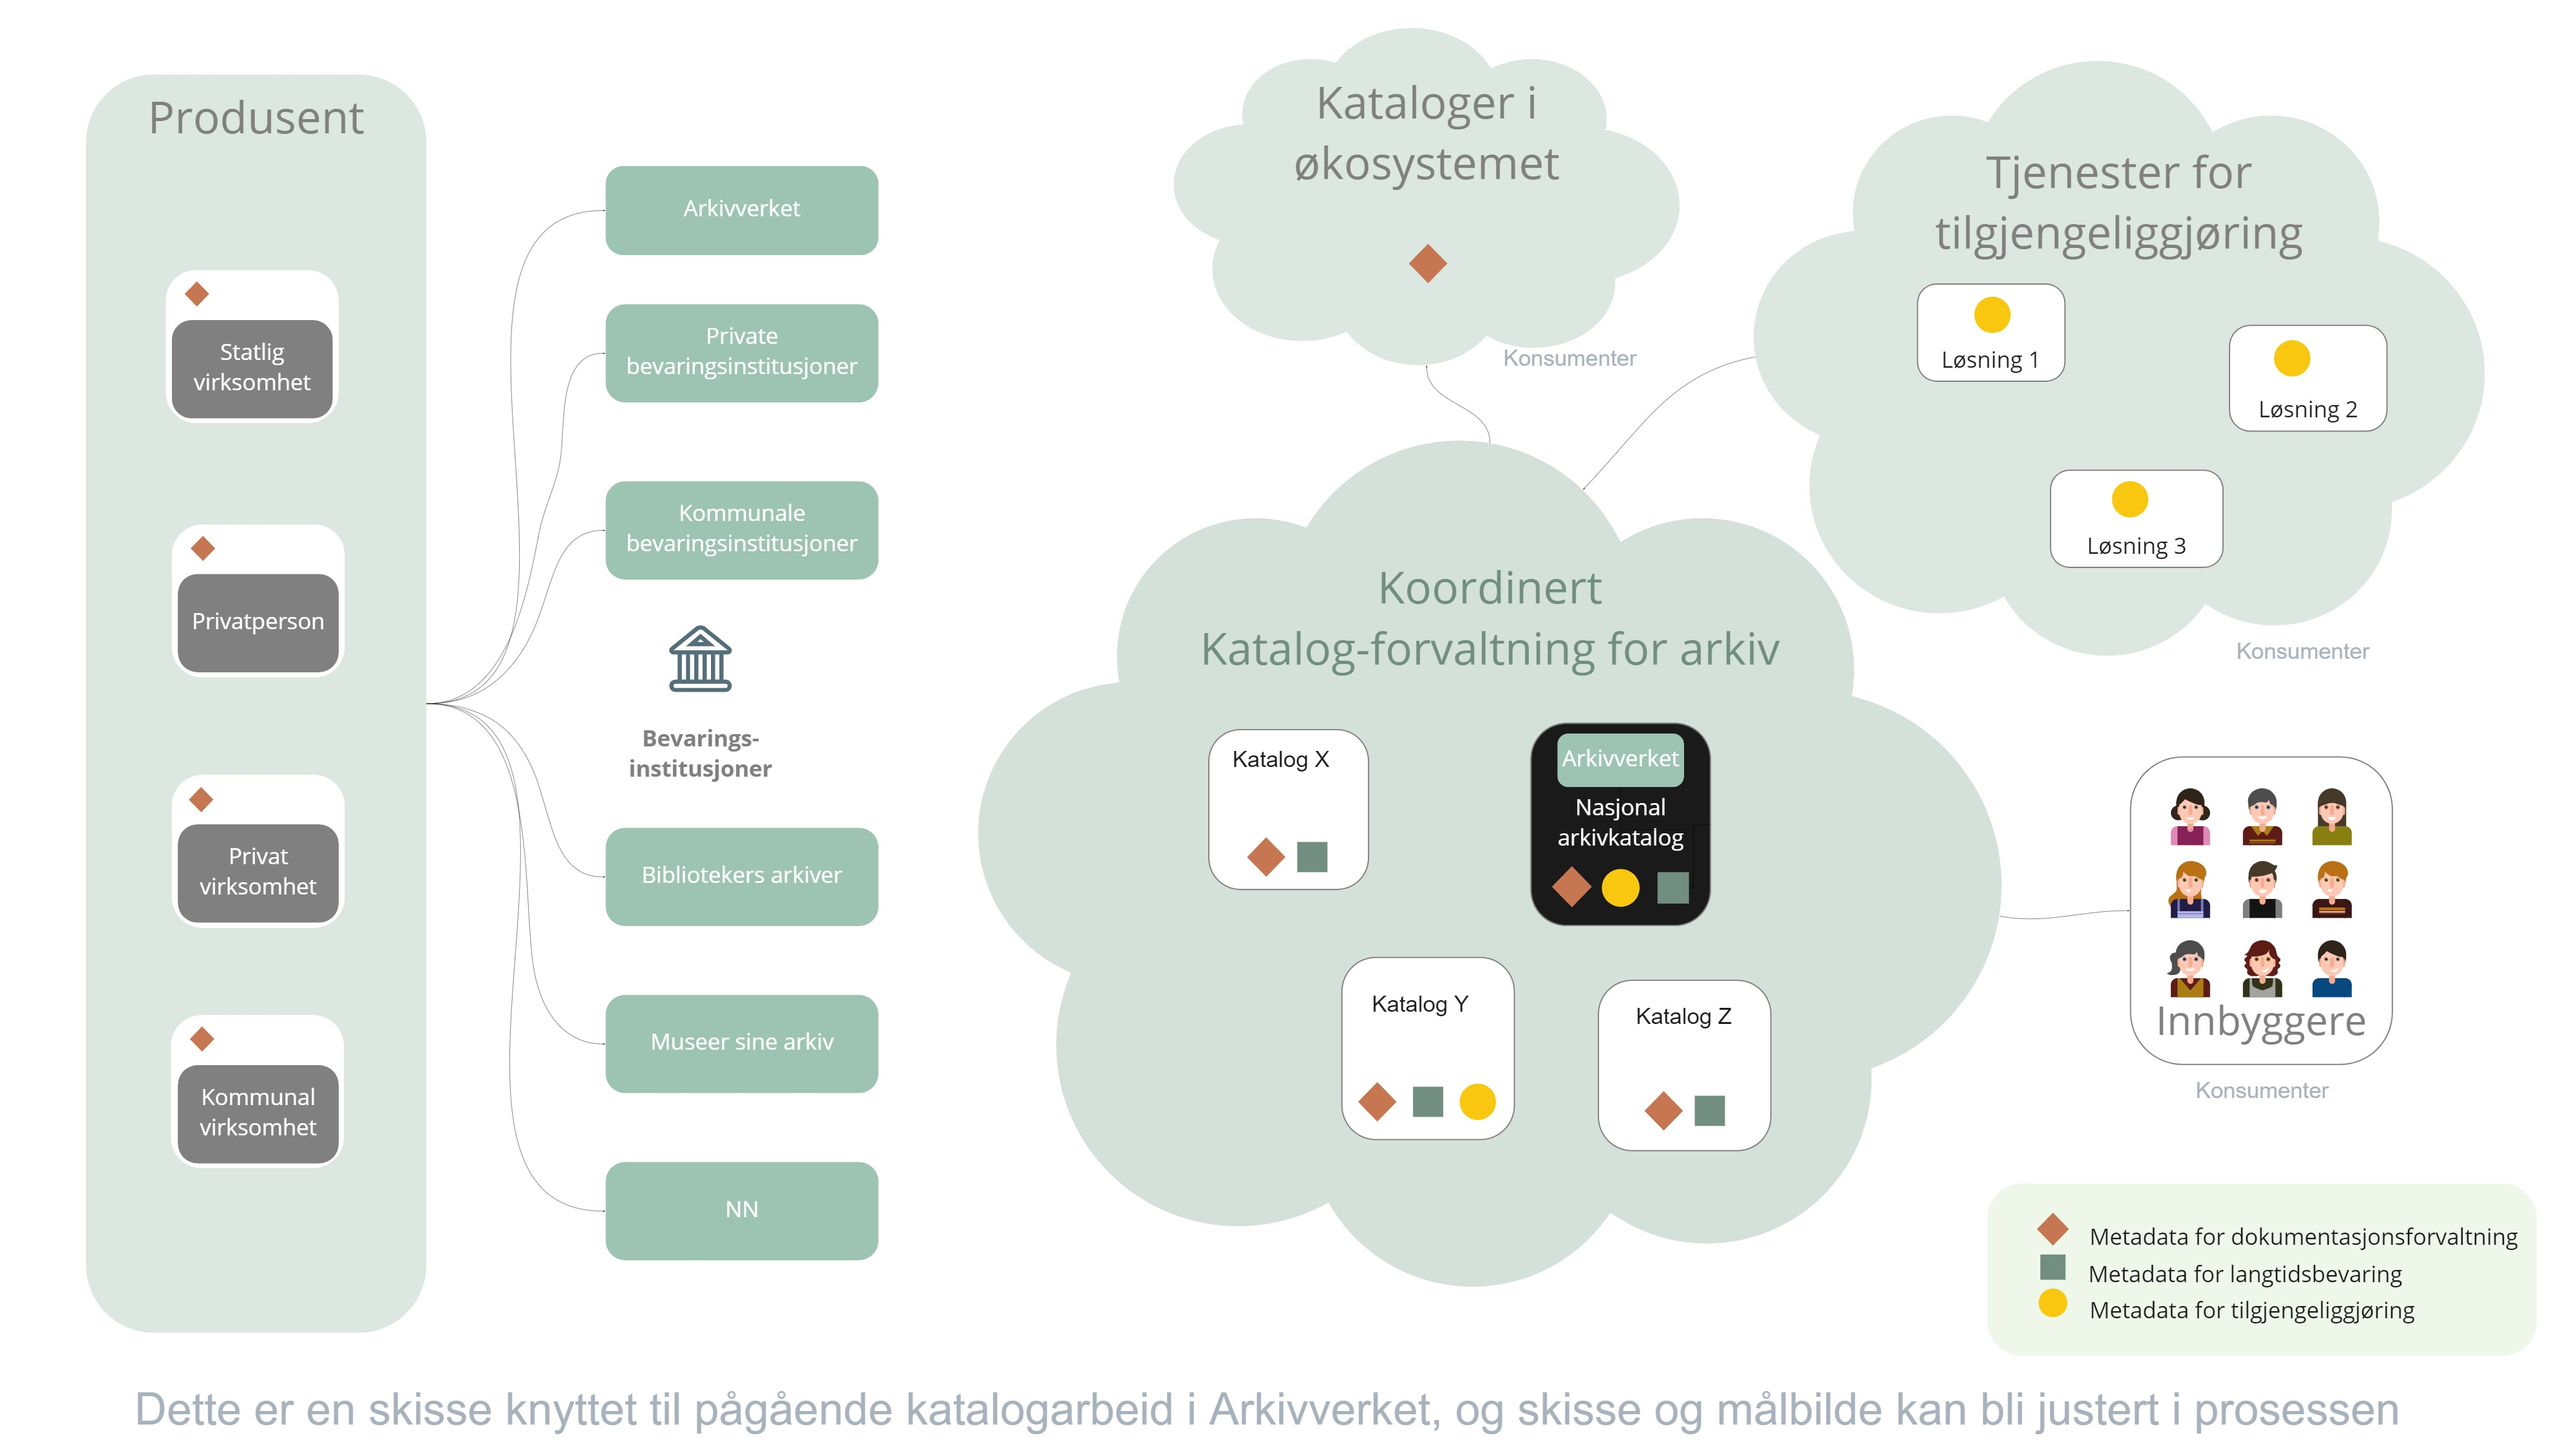 Produsent
Statlig
virksomhet
Privatperson
Privat
virksomhet
Kommunal
virksomhet
Arkivverket
Private
bevaringsinstitusjoner
Kommunale
bevaringsinstitusjoner
Bevarings-
institusjoner
Bibliotekers arkiver
Museer sine arkiv
NN
Kataloger i
økosystemet
Konsumenter
Tjenester for
tilgjengeliggjøring
Løsning 1
Løsning 2
Løsning 3
Konsumenter
Koordinert
Katalog-forvaltning for arkiv
Katalog X
Arkivverket
Nasjonal
arkivkatalog
Katalog Y
Katalog Z
Innbyggere
Konsumenter
Metadata for dokumentasjonsforvaltning
Metadata for langtidsbevaring
Metadata for tilgjengeliggjøring
Dette er en skisse knyttet til pågående katalogarbeid i Arkivverket, og skisse og målbilde kan bli justert i prosessen